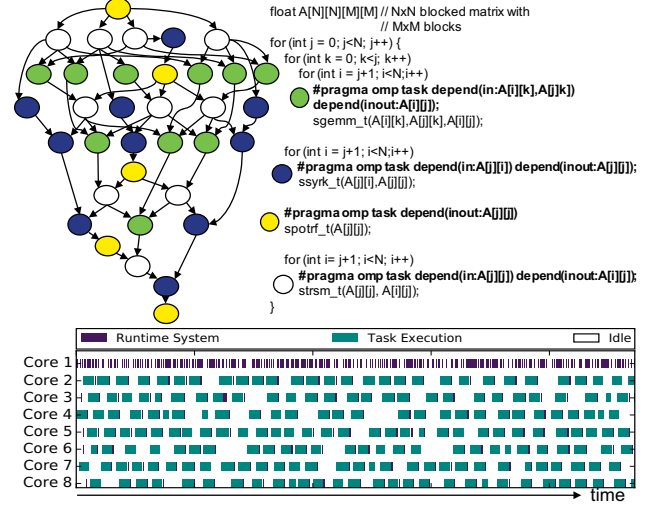 float A[N][N][M][M] // NxN blocked matrix with
// MxM blocks
for (int j = 0; j<N; j++) {
for (int k = 0; k<j; k++)
for (int i = j+1; i<N;i++)
#pragma omp task depend(in:A[i][k],A[j]k])
depend(inout:A[i][j]);
sgemm_t(A[i][k],A[j][k],A[i][j]);
for (int i = j+1; i<N;i++)
#pragma omp task depend(in:A[j][i]) depend(inout:A[j][j]);
ssyrk_t(A[j][i],A[j][j]);
#pragma omp task depend(inout:A[j][j])
spotrf_t(A[j][j]);
for (int i= j+1; i<N; i++)
#pragma omp task depend(in:A[j][j]) depend(inout:A[i][j]);
strsm_t(A[j][j], A[i][j]);
}
Runtime System Task Execution Idle
Core 1
Core 2
Core 3
Core 4
Core 5
Core 6
Core 7
Core 8
time